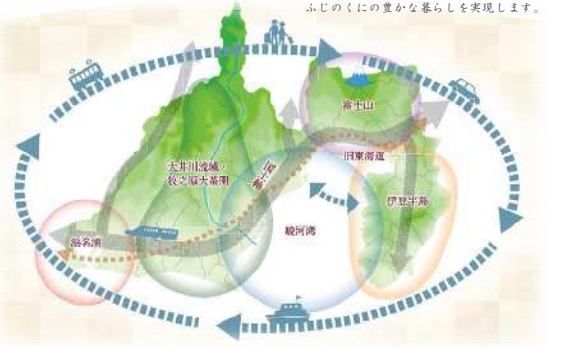 ふじのくにの豊かな暮らしを実現します。
富士山
旧東海道
大井川流域・
牧之原大茶園
富士川
伊豆半島
駿河湾
浜名湖